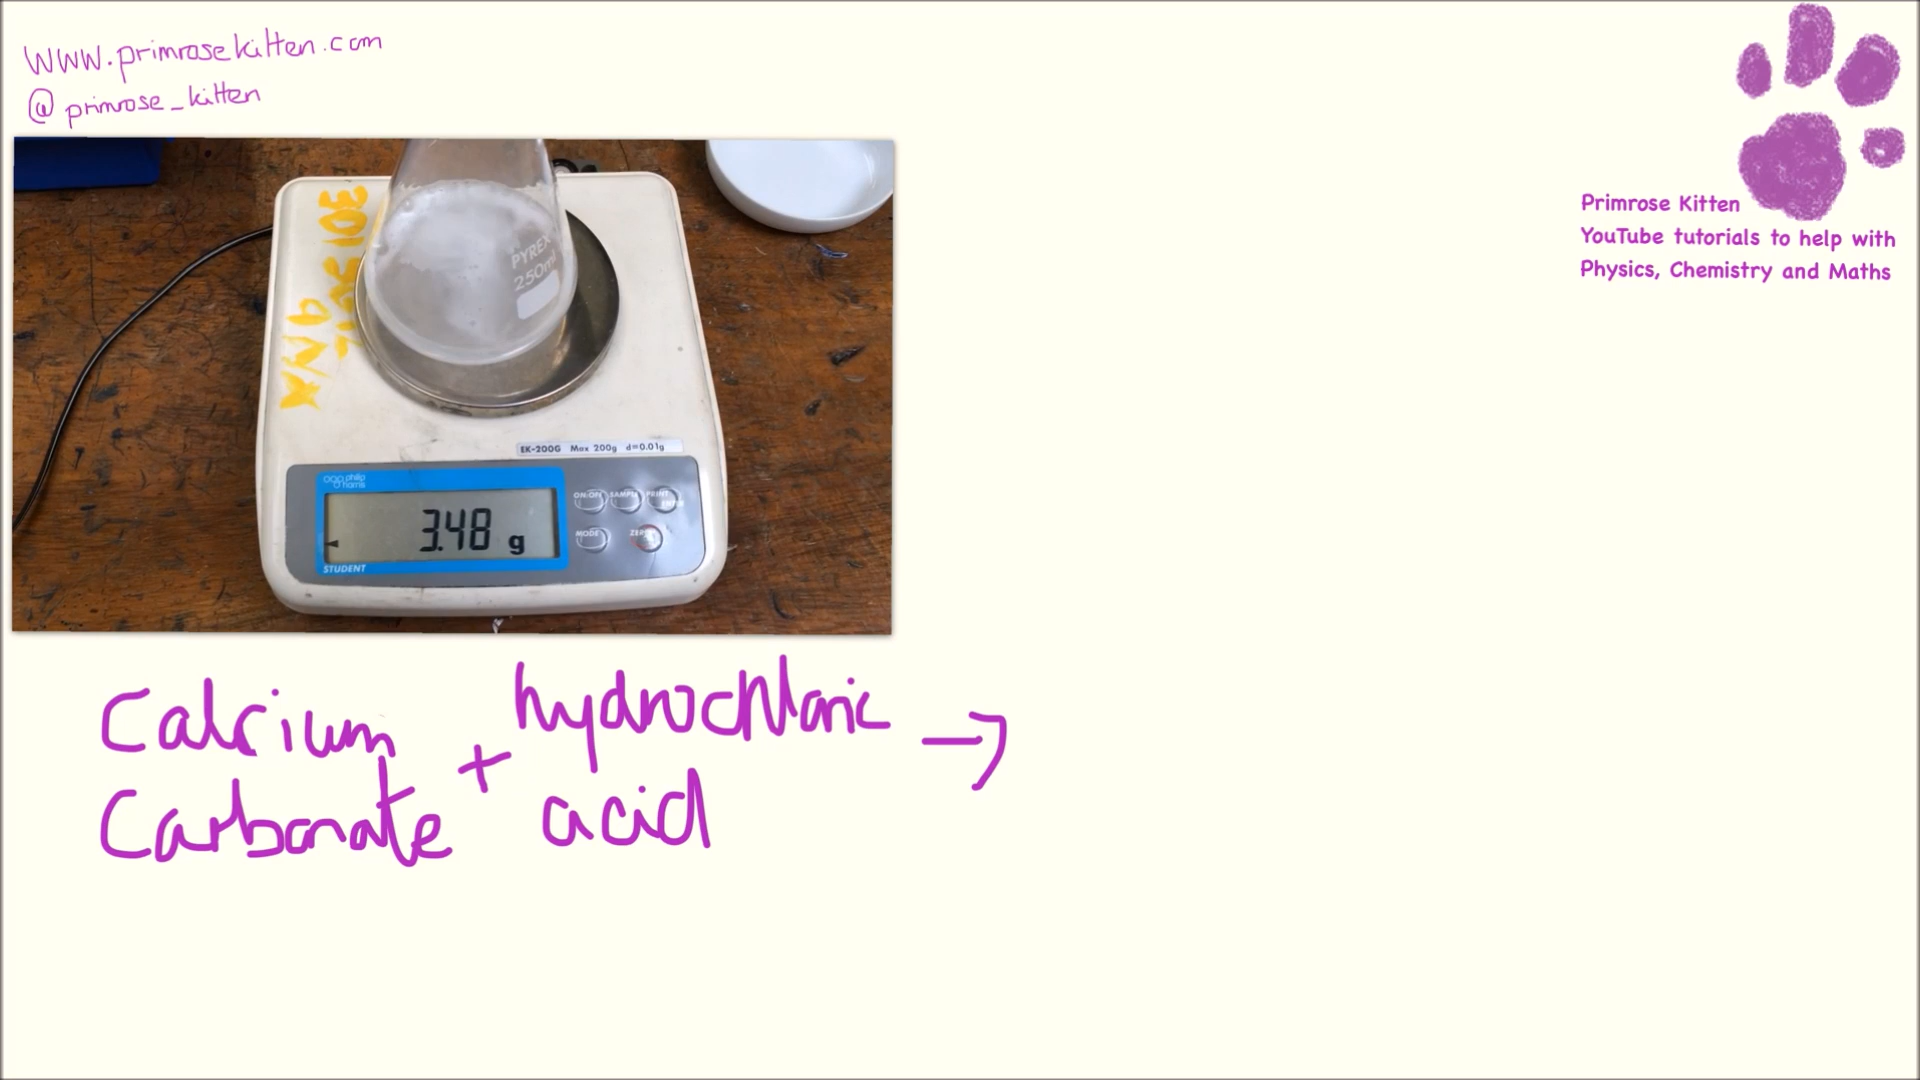 www.primrosekitten.com
@primrose_kitten
Primrose Kitten
YouTube tutorials to help with
Physics, Chemistry and Maths
PYREX
250ml
EK-200G Max 200g d=0.01g
philip
harris
ON:OFF SAMPLE PRINT
ENTER
3.48 g
MODE ZERO
STUDENT
Calcium
Carbonate
+
hydrochloric
acid
→